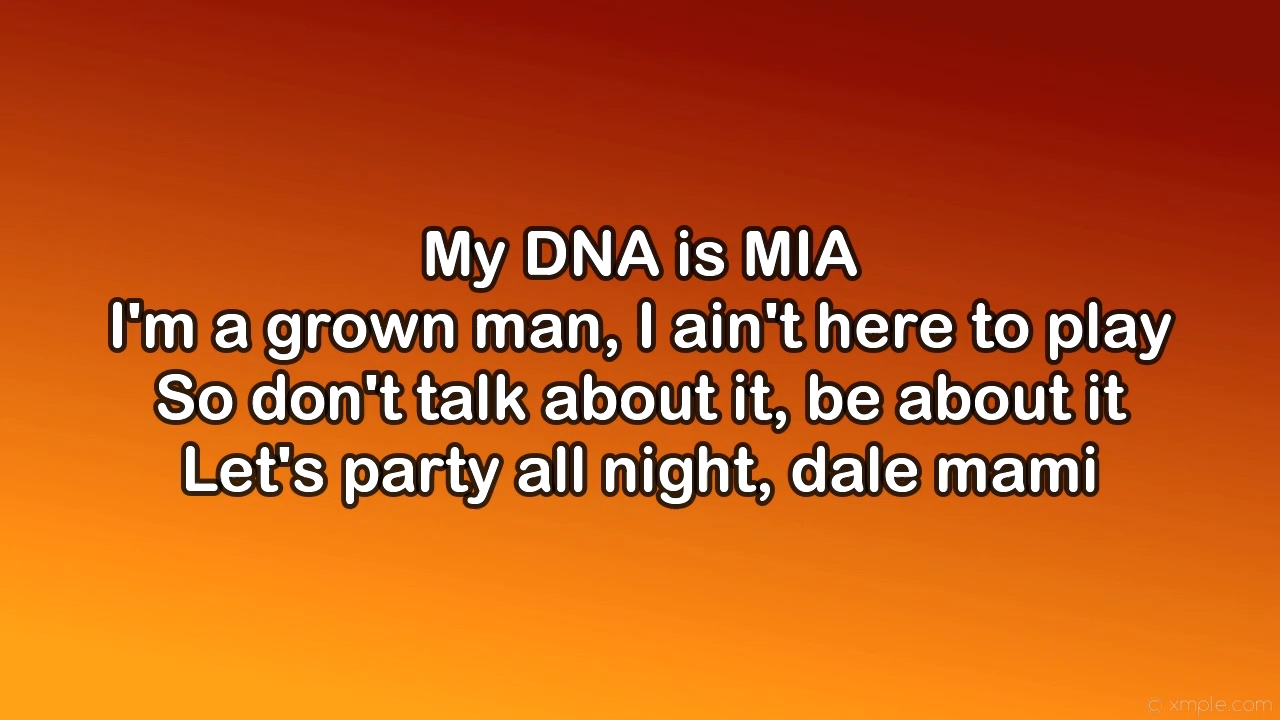 My DNA is MIA
I'm a grown man, I ain't here to play
So don't talk about it, be about it
Let's party all night, dale mami
© xmple.com